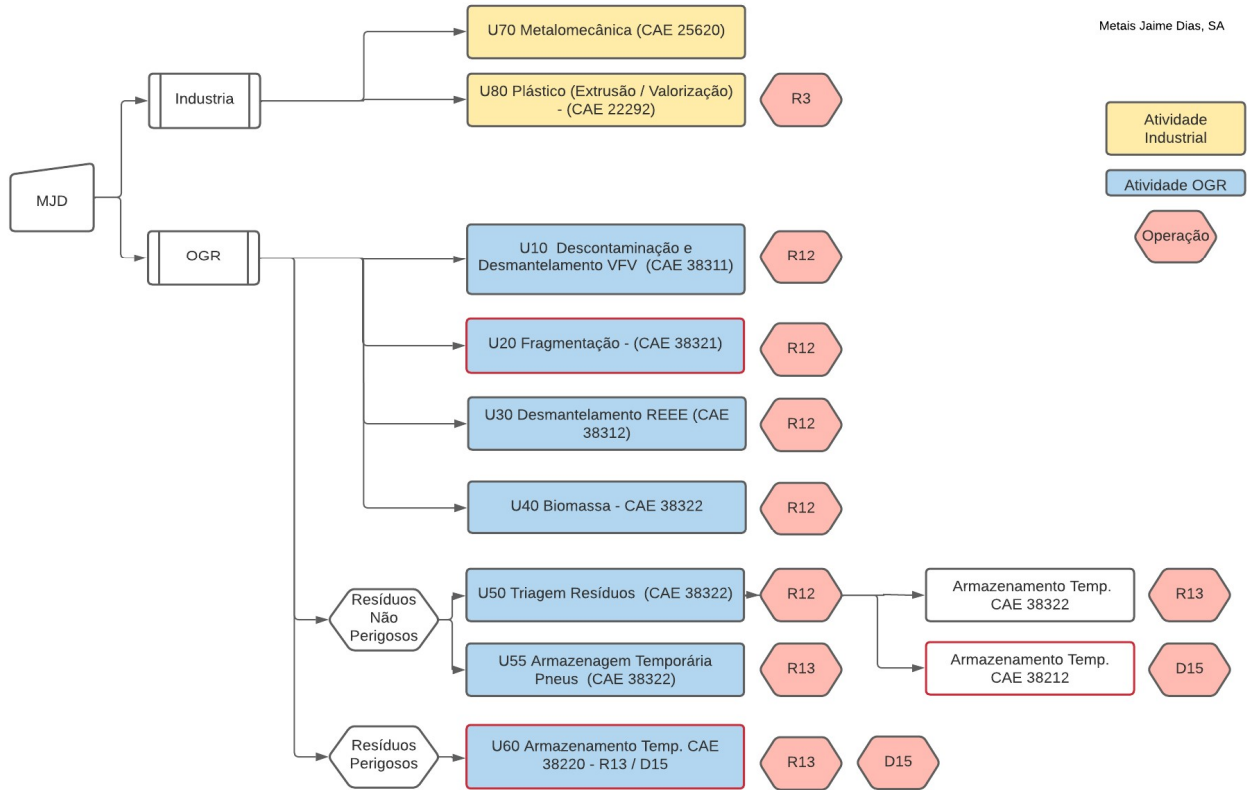 Metais Jaime Dias, SA
U70 Metalomecânica (CAE 25620)
Industria
U80 Plástico (Extrusão / Valorização)
- (CAE 22292)
R3
Atividade
Industrial
Atividade OGR
Operação
MJD
OGR
U10 Descontaminação e
Desmantelamento VFV (CAE 38311)
R12
U20 Fragmentação - (CAE 38321)
R12
U30 Desmantelamento REEE (CAE
38312)
R12
U40 Biomassa - CAE 38322
R12
Resíduos
Não
Perigosos
U50 Triagem Resíduos (CAE 38322)
R12
Armazenamento Temp.
CAE 38322
R13
U55 Armazenagem Temporária
Pneus (CAE 38322)
R13
Armazenamento Temp.
CAE 38212
D15
Resíduos
Perigosos
U60 Armazenamento Temp. CAE
38220 - R13 / D15
R13
D15